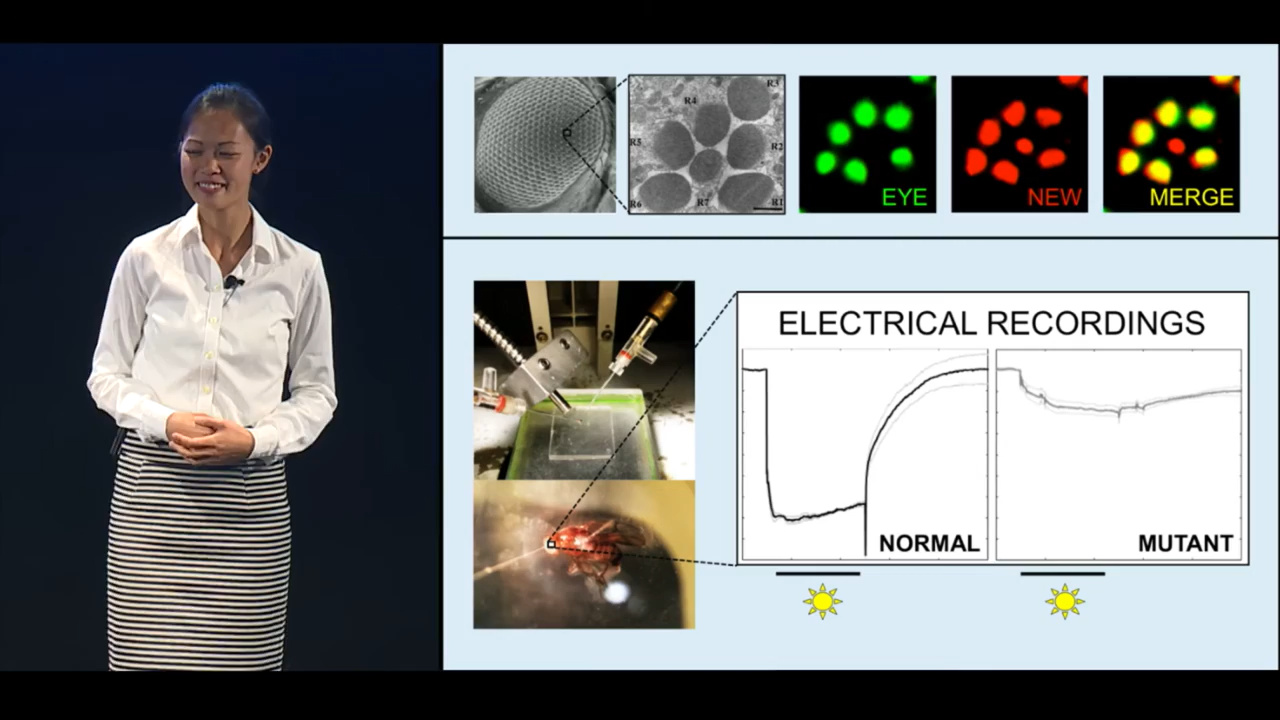 R3
R4
R5
R2
R6
R7
R1
EYE
NEW
MERGE
ELECTRICAL RECORDINGS
NORMAL
MUTANT